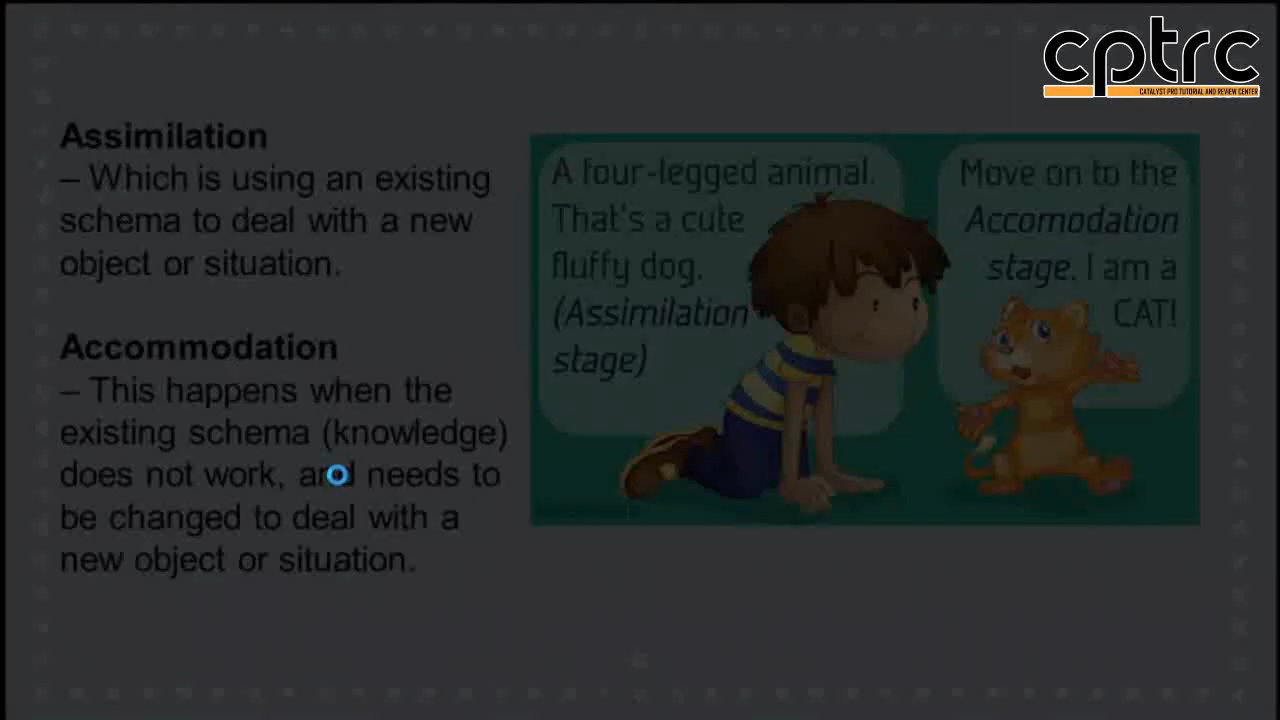 cptrc
CATALYST PRO TUTORIAL AND REVIEW CENTER
Assimilation
– Which is using an existing
schema to deal with a new
object or situation.
Accommodation
– This happens when the
existing schema (knowledge)
does not work, and needs to
be changed to deal with a
new object or situation.
A four-legged animal.
That's a cute
fluffy dog.
(Assimilation
stage)
Move on to the
Accomodation
stage. I am a
CAT!